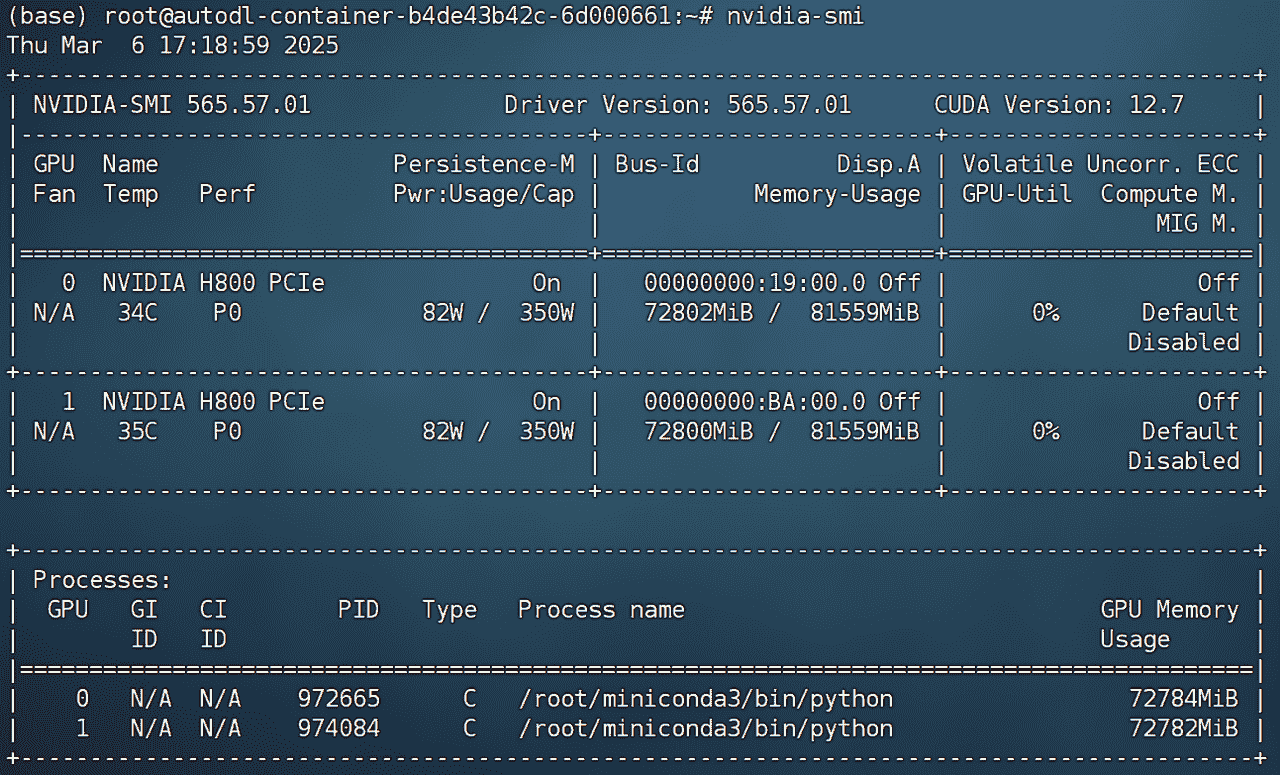 (base) root@autodl-container-b4de43b42c-6d000661:~# nvidia-smi
Thu Mar  6 17:18:59 2025
+-----------------------------------------------------------------------------------------+
| NVIDIA-SMI 565.57.01              Driver Version: 565.57.01      CUDA Version: 12.7     |
|-----------------------------------------+------------------------+----------------------+
| GPU  Name                 Persistence-M | Bus-Id          Disp.A | Volatile Uncorr. ECC |
| Fan  Temp   Perf          Pwr:Usage/Cap |           Memory-Usage | GPU-Util  Compute M. |
|                                         |                        |               MIG M. |
|=========================================+========================+======================|
|   0  NVIDIA H800 PCIe               On  |   00000000:19:00.0 Off |                  Off |
| N/A   34C    P0             82W /  350W |   72802MiB /  81559MiB |      0%      Default |
|                                         |                        |             Disabled |
+-----------------------------------------+------------------------+----------------------+
|   1  NVIDIA H800 PCIe               On  |   00000000:BA:00.0 Off |                  Off |
| N/A   35C    P0             82W /  350W |   72800MiB /  81559MiB |      0%      Default |
|                                         |                        |             Disabled |
+-----------------------------------------+------------------------+----------------------+

+-----------------------------------------------------------------------------------------+
| Processes:                                                                              |
|  GPU   GI   CI        PID   Type   Process name                              GPU Memory |
|        ID   ID                                                               Usage      |
|=========================================================================================|
|    0   N/A  N/A    972665      C   /root/miniconda3/bin/python                 72784MiB |
|    1   N/A  N/A    974084      C   /root/miniconda3/bin/python                 72782MiB |
+-----------------------------------------------------------------------------------------+